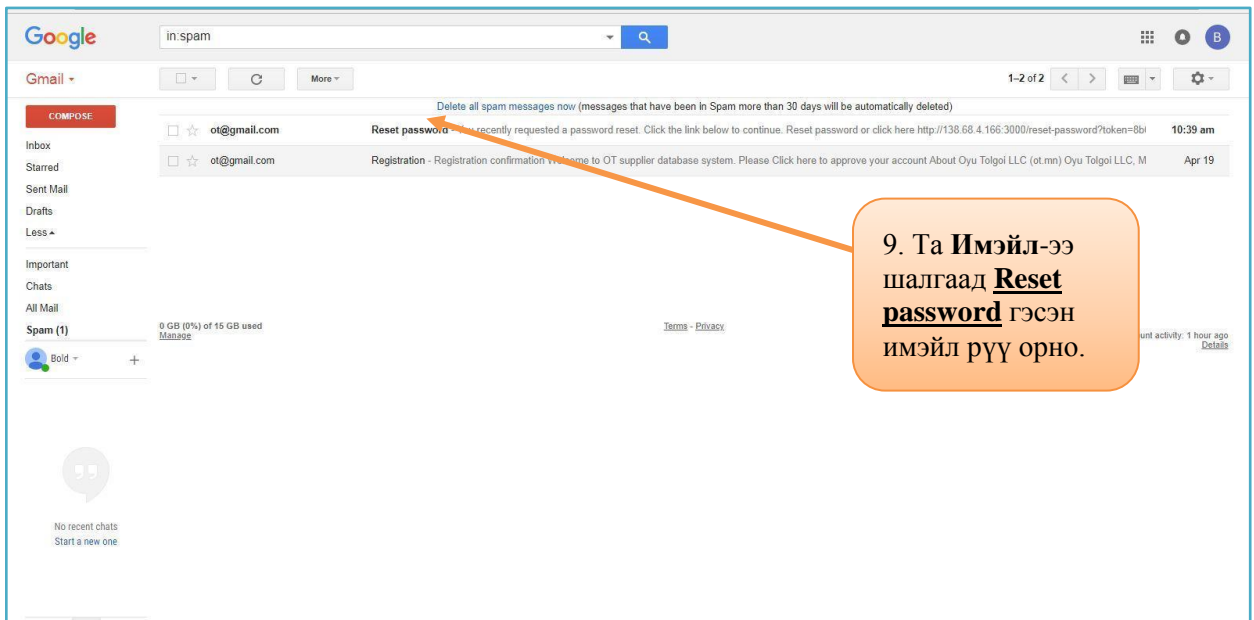 Google
in:spam
B
Gmail
More
1–2 of 2
COMPOSE
Delete all spam messages now (messages that have been in Spam more than 30 days will be automatically deleted)
ot@gmail.com Reset password - You recently requested a password reset. Click the link below to continue. Reset password or click here http://138.68.4.166:3000/reset-password?token=8b 10:39 am
ot@gmail.com Registration - Registration confirmation Welcome to OT supplier database system. Please Click here to approve your account About Oyu Tolgoi LLC (ot.mn) Oyu Tolgoi LLC, M Apr 19
Inbox
Starred
Sent Mail
Drafts
Less
Important
Chats
All Mail
Spam (1)
Bold
+
0 GB (0%) of 15 GB used
Manage
Terms - Privacy
activity: 1 hour ago
Details
9. Та Имэйл-ээ
шалгаад Reset
password гэсэн
имэйл рүү орно.
No recent chats
Start a new one